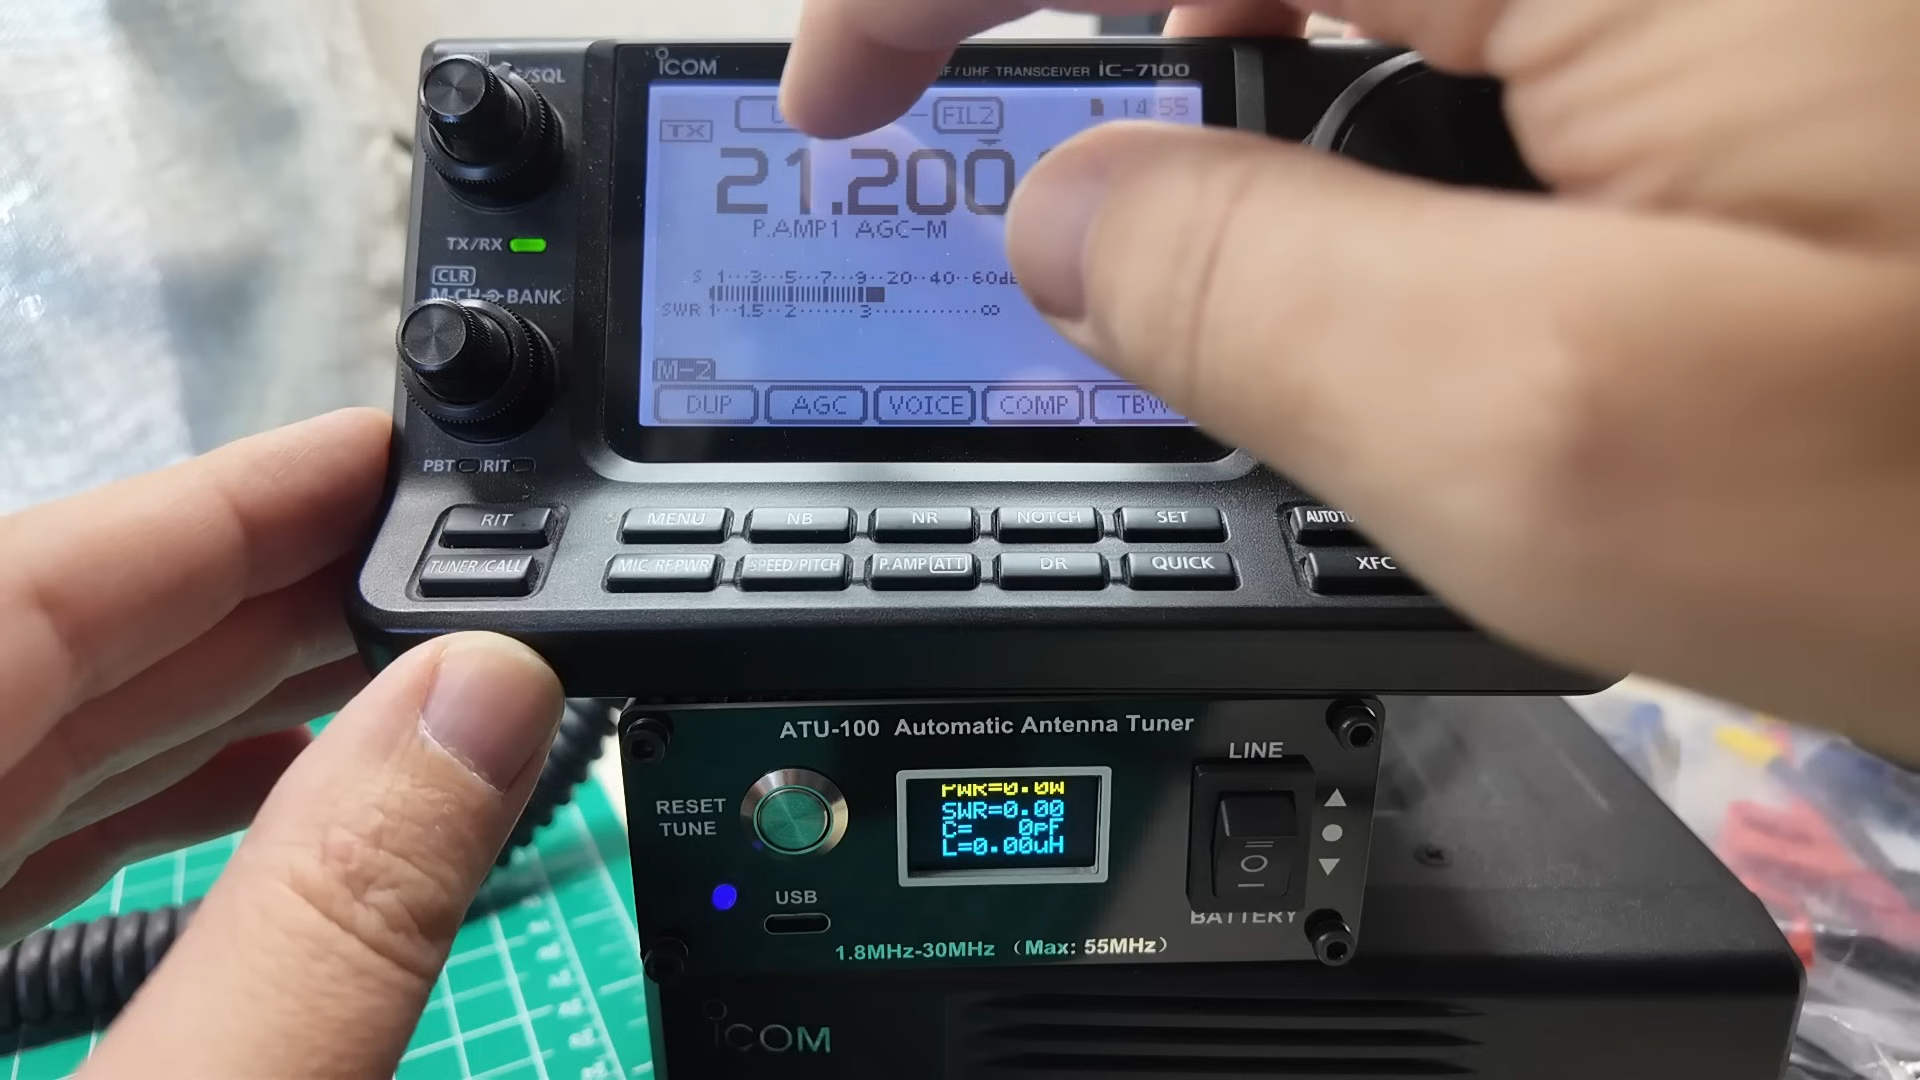 ICOM
/SQL
/UHF TRANSCEIVER IC-7100
TX
FIL2
14:55
21.200
P.AMP1 AGC-M
TX/RX
CLR
M-CH BANK
S 1···3···5···7···9··20··40··60dB
SWR 1···1.5··2·······3············∞
M-2
DUP
AGC
VOICE
COMP
TBW
PBT
RIT
RIT
MENU
NB
NR
NOTCH
SET
TUNER/CALL
MIC/RF PWR
SPEED/PITCH
P.AMP ATT
DR
QUICK
XFC
ATU-100 Automatic Antenna Tuner
LINE
RESET
TUNE
PWR=0.0W
SWR=0.00
C= 0pF
L=0.00uH
USB
BATTERY
1.8MHz-30MHz (Max: 55MHz)
ICOM